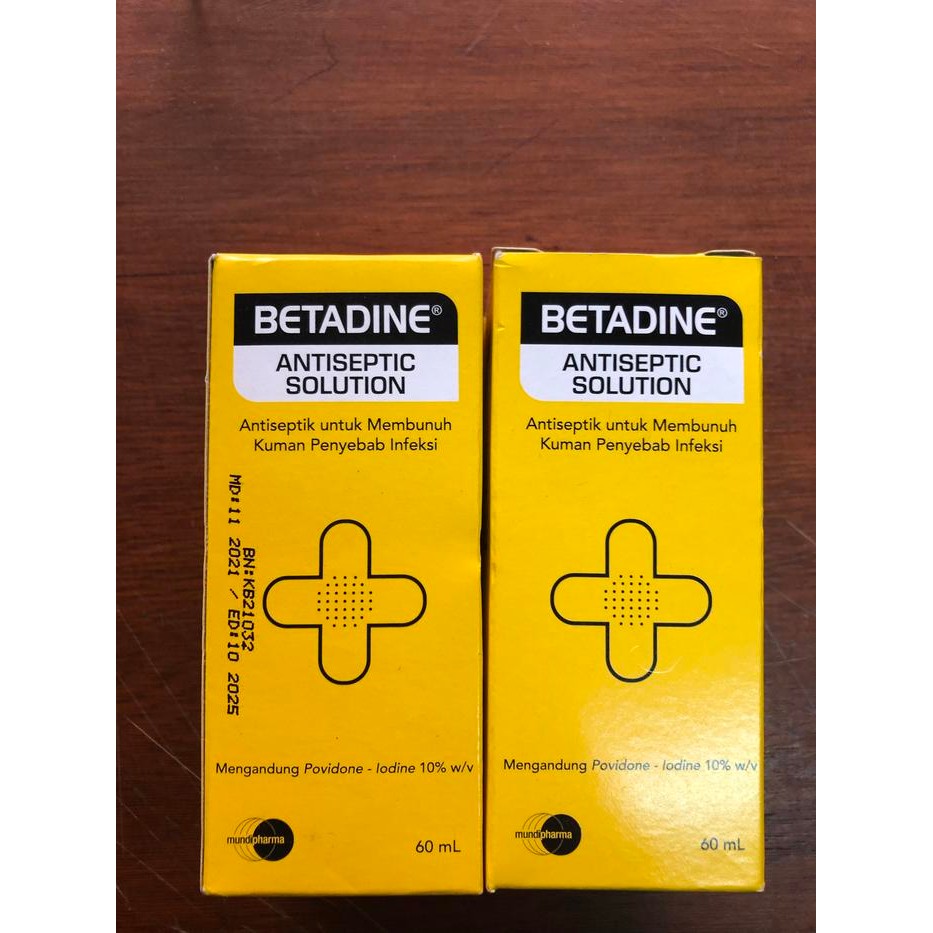 BETADINE®
ANTISEPTIC
SOLUTION
Antiseptik untuk Membunuh
Kuman Penyebab Infeksi
BN:KB21032
MD:11 2021 / ED:10 2025
Mengandung Povidone - Iodine 10% w/v
mundipharma
60 mL
BETADINE®
ANTISEPTIC
SOLUTION
Antiseptik untuk Membunuh
Kuman Penyebab Infeksi
Mengandung Povidone - Iodine 10% w/v
mundipharma
60 mL